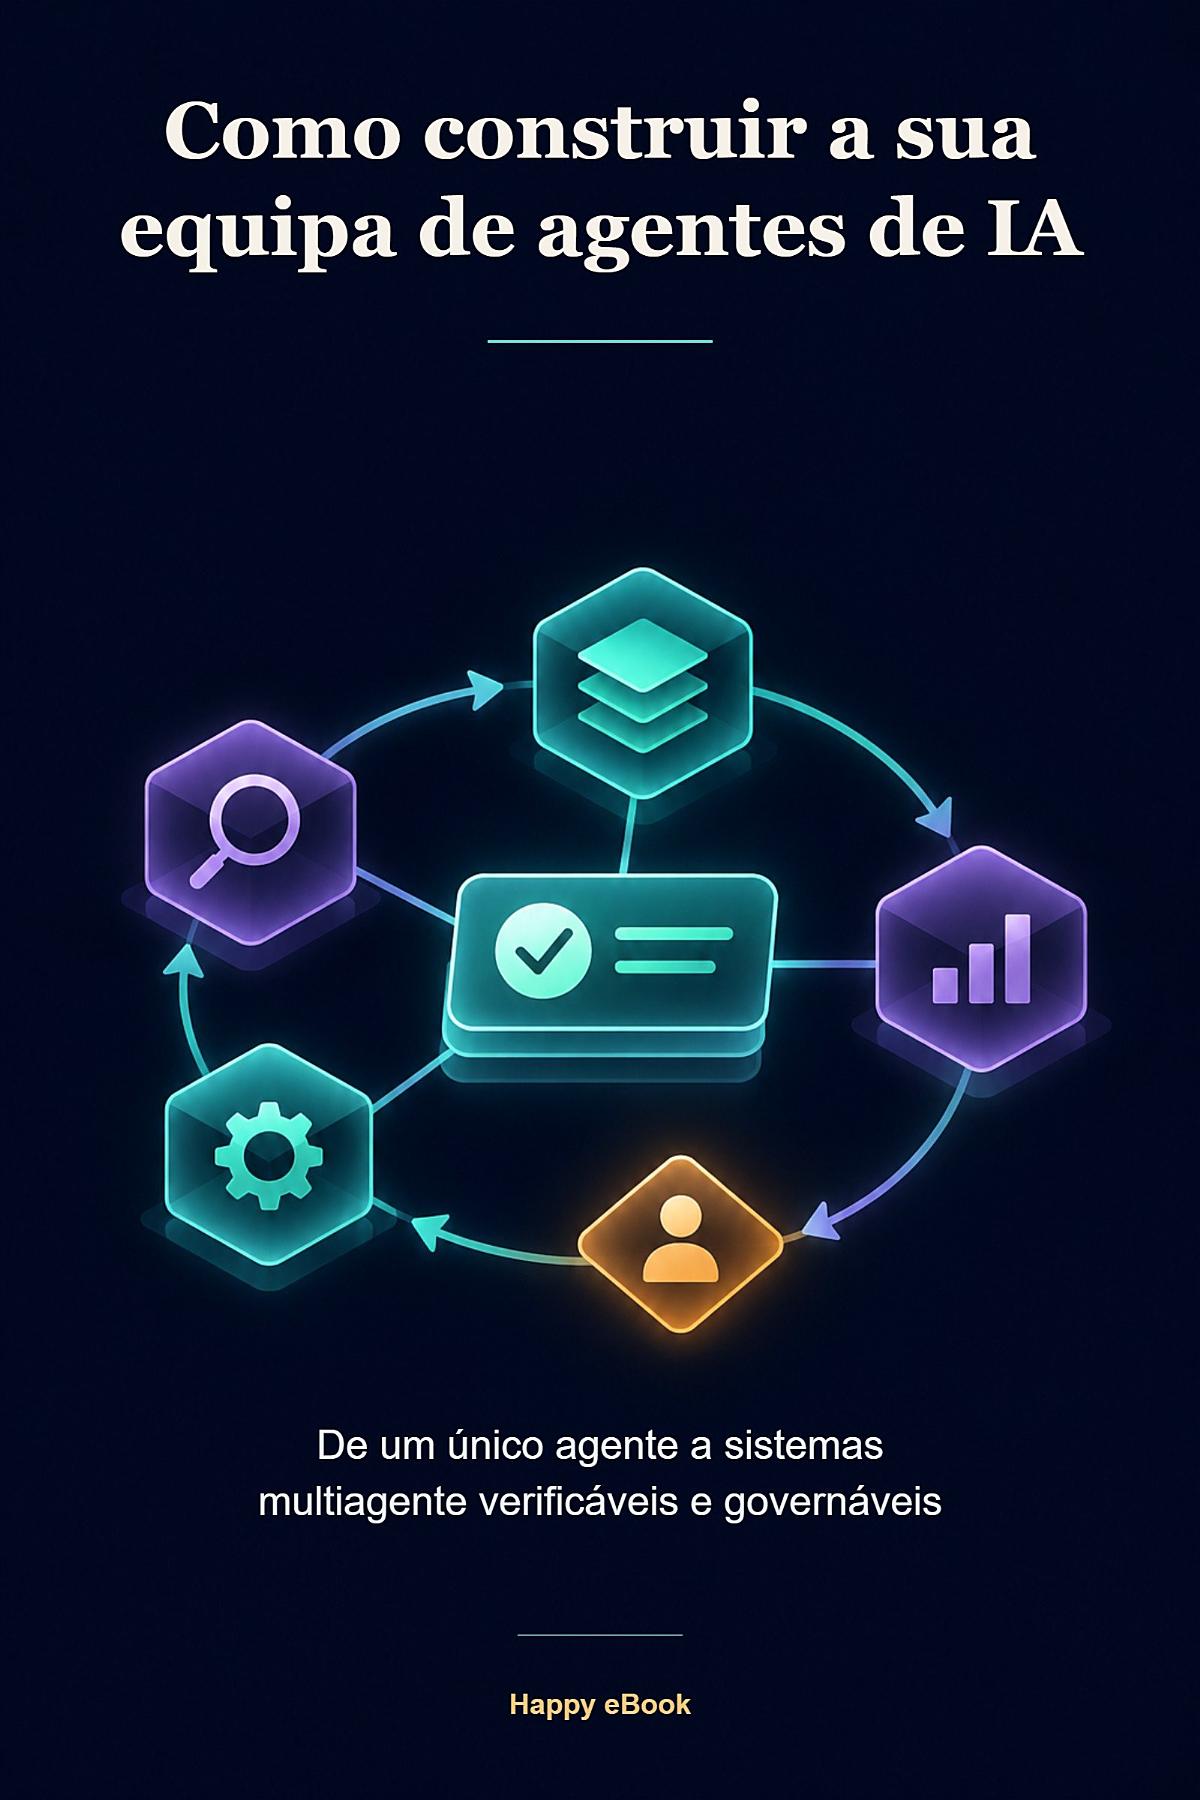 Como construir a sua
equipa de agentes de IA
De um único agente a sistemas
multiagente verificáveis e governáveis
Happy eBook